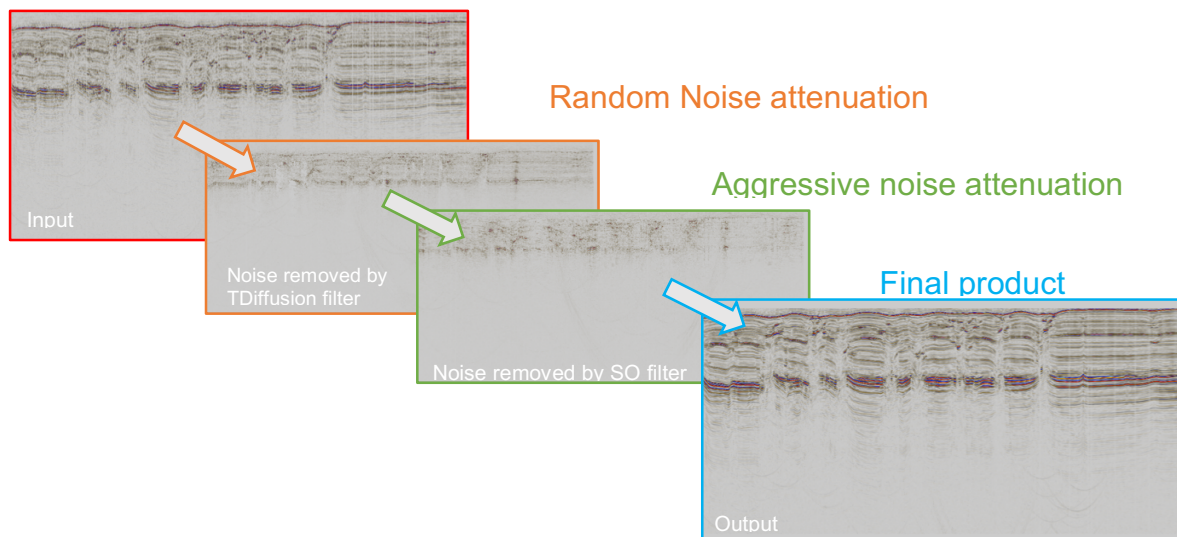 Random Noise attenuation
Aggressive noise attenuation
Input
Noise removed by
TDiffusion filter
Final product
Noise removed by SO filter
Output